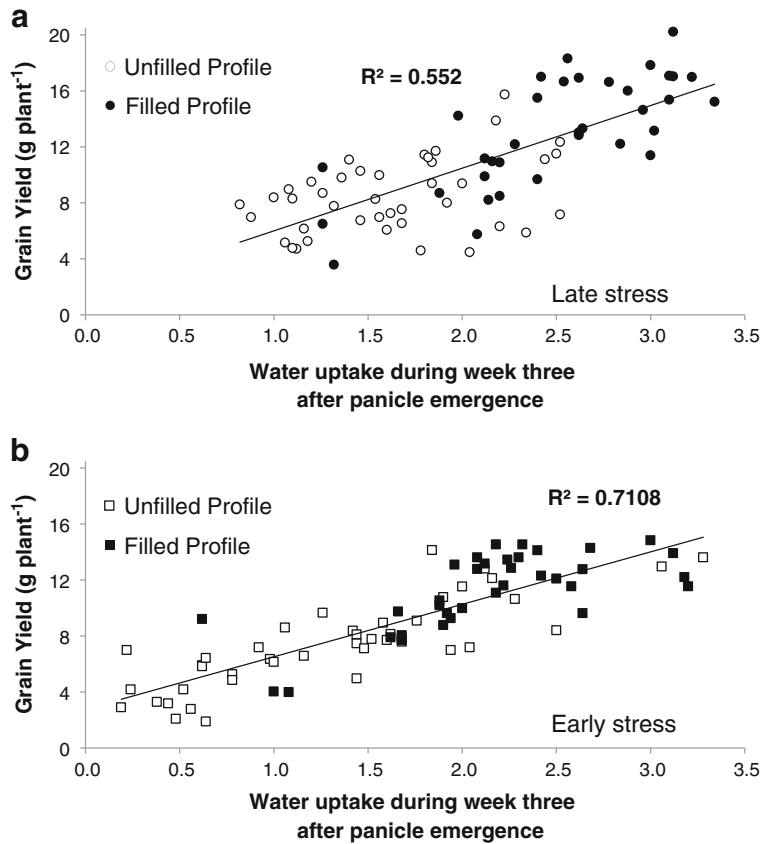 a
20
16
12
8
4
0
Grain Yield (g plant-1)
Unfilled Profile
Filled Profile
R² = 0.552
Late stress
0.0 0.5 1.0 1.5 2.0 2.5 3.0 3.5
Water uptake during week three
after panicle emergence
b
20
16
12
8
4
0
Grain Yield (g plant-1)
Unfilled Profile
Filled Profile
R² = 0.7108
Early stress
0.0 0.5 1.0 1.5 2.0 2.5 3.0 3.5
Water uptake during week three
after panicle emergence